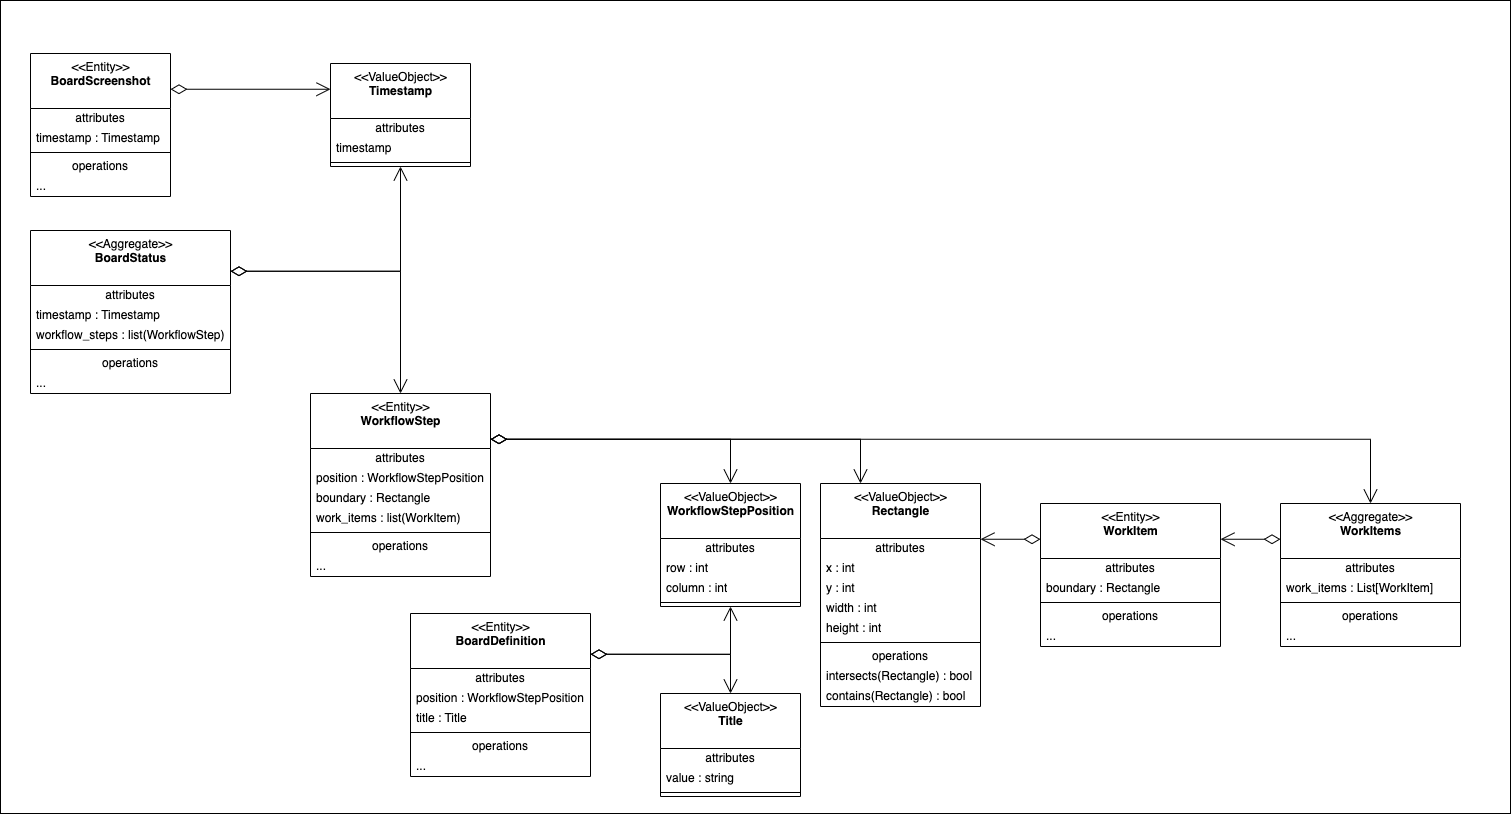 <<Entity>>
BoardScreenshot
attributes
timestamp : Timestamp
operations
...
<<ValueObject>>
Timestamp
attributes
timestamp
<<Aggregate>>
BoardStatus
attributes
timestamp : Timestamp
workflow_steps : list(WorkflowStep)
operations
...
<<Entity>>
WorkflowStep
attributes
position : WorkflowStepPosition
boundary : Rectangle
work_items : list(WorkItem)
operations
...
<<ValueObject>>
WorkflowStepPosition
attributes
row : int
column : int
<<ValueObject>>
Rectangle
attributes
x : int
y : int
width : int
height : int
operations
intersects(Rectangle) : bool
contains(Rectangle) : bool
<<Entity>>
WorkItem
attributes
boundary : Rectangle
operations
...
<<Aggregate>>
WorkItems
attributes
work_items : List[WorkItem]
operations
...
<<Entity>>
BoardDefinition
attributes
position : WorkflowStepPosition
title : Title
operations
...
<<ValueObject>>
Title
attributes
value : string